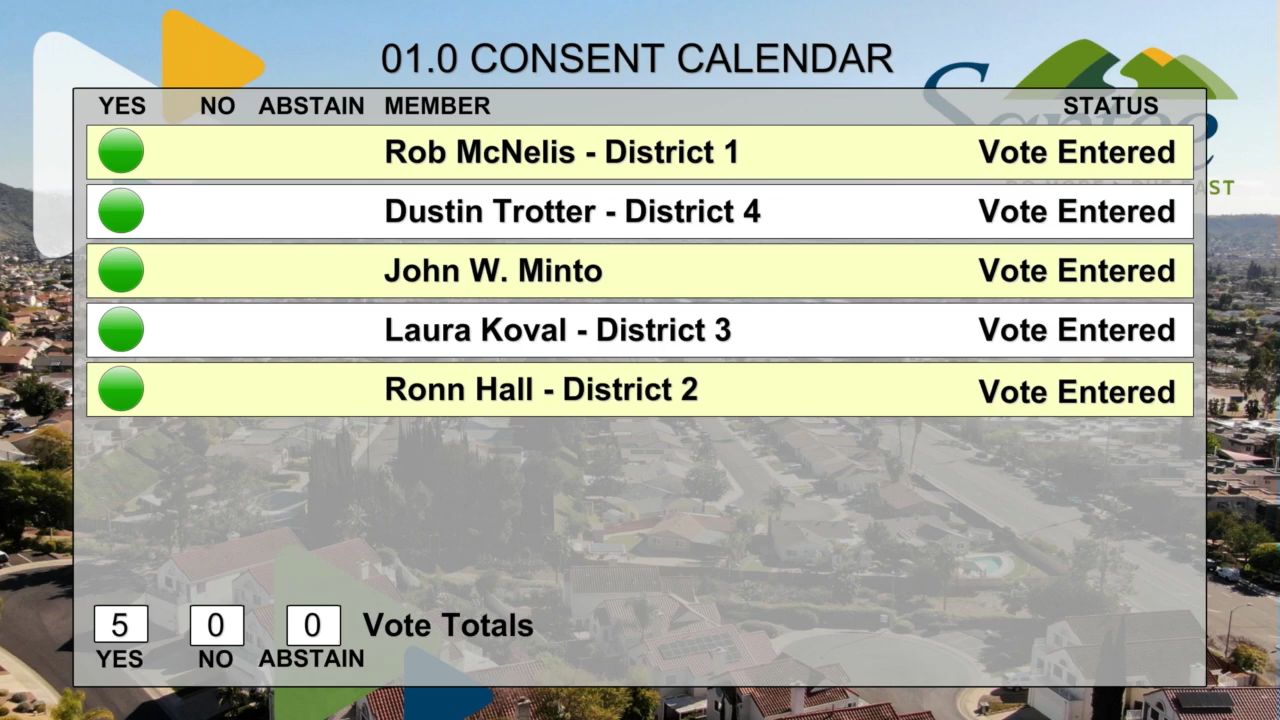 01.0 CONSENT CALENDAR
YES NO ABSTAIN MEMBER STATUS
Rob McNelis - District 1 Vote Entered
Dustin Trotter - District 4 Vote Entered
John W. Minto Vote Entered
Laura Koval - District 3 Vote Entered
Ronn Hall - District 2 Vote Entered
5 0 0 Vote Totals
YES NO ABSTAIN
Santee